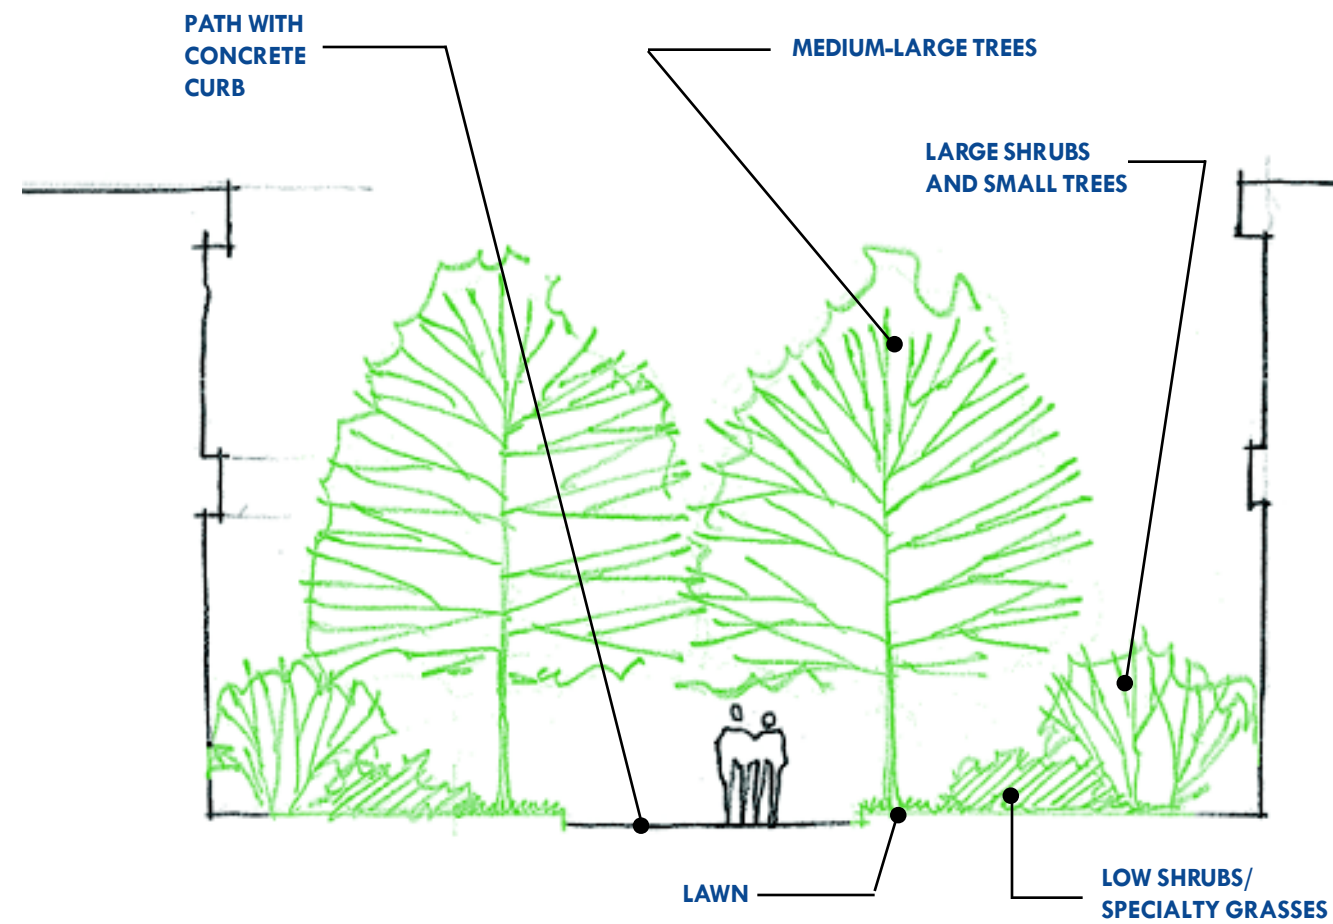 PATH WITH
CONCRETE
CURB
MEDIUM-LARGE TREES
LARGE SHRUBS
AND SMALL TREES
LAWN
LOW SHRUBS/
SPECIALTY GRASSES